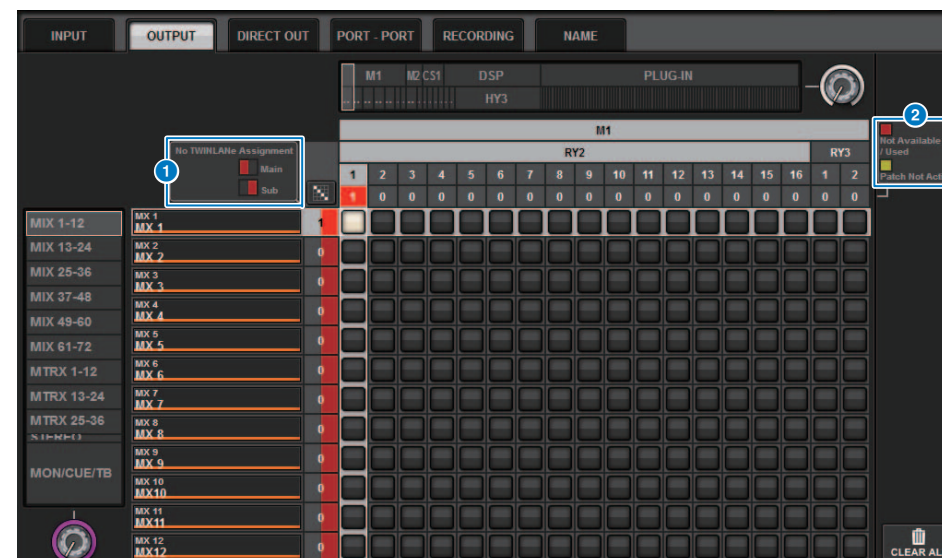 INPUT OUTPUT DIRECT OUT PORT - PORT RECORDING NAME
M1 M2 CS1 DSP PLUG-IN
HY3
2
M1
Not Available
/ Used
No TWINLANe Assignment
RY2 RY3
1
Main
1 2 3 4 5 6 7 8 9 10 11 12 13 14 15 16 1 2
Patch Not Acti
Sub
1 0 0 0 0 0 0 0 0 0 0 0 0 0 0 0 0 0
MIX 1-12
MX 1
MX 1
1
MIX 13-24
MX 2
MX 2
0
MIX 25-36
MX 3
MX 3
0
MIX 37-48
MX 4
MX 4
0
MIX 49-60
MX 5
MX 5
0
MIX 61-72
MX 6
MX 6
0
MTRX 1-12
MX 7
MX 7
0
MTRX 13-24
MTRX 25-36
MX 8
MX 8
0
STEREO
MX 9
MX 9
0
MON/CUE/TB
MX 10
MX10
0
MX 11
MX11
0
MX 12
MX12
0
CLEAR AL